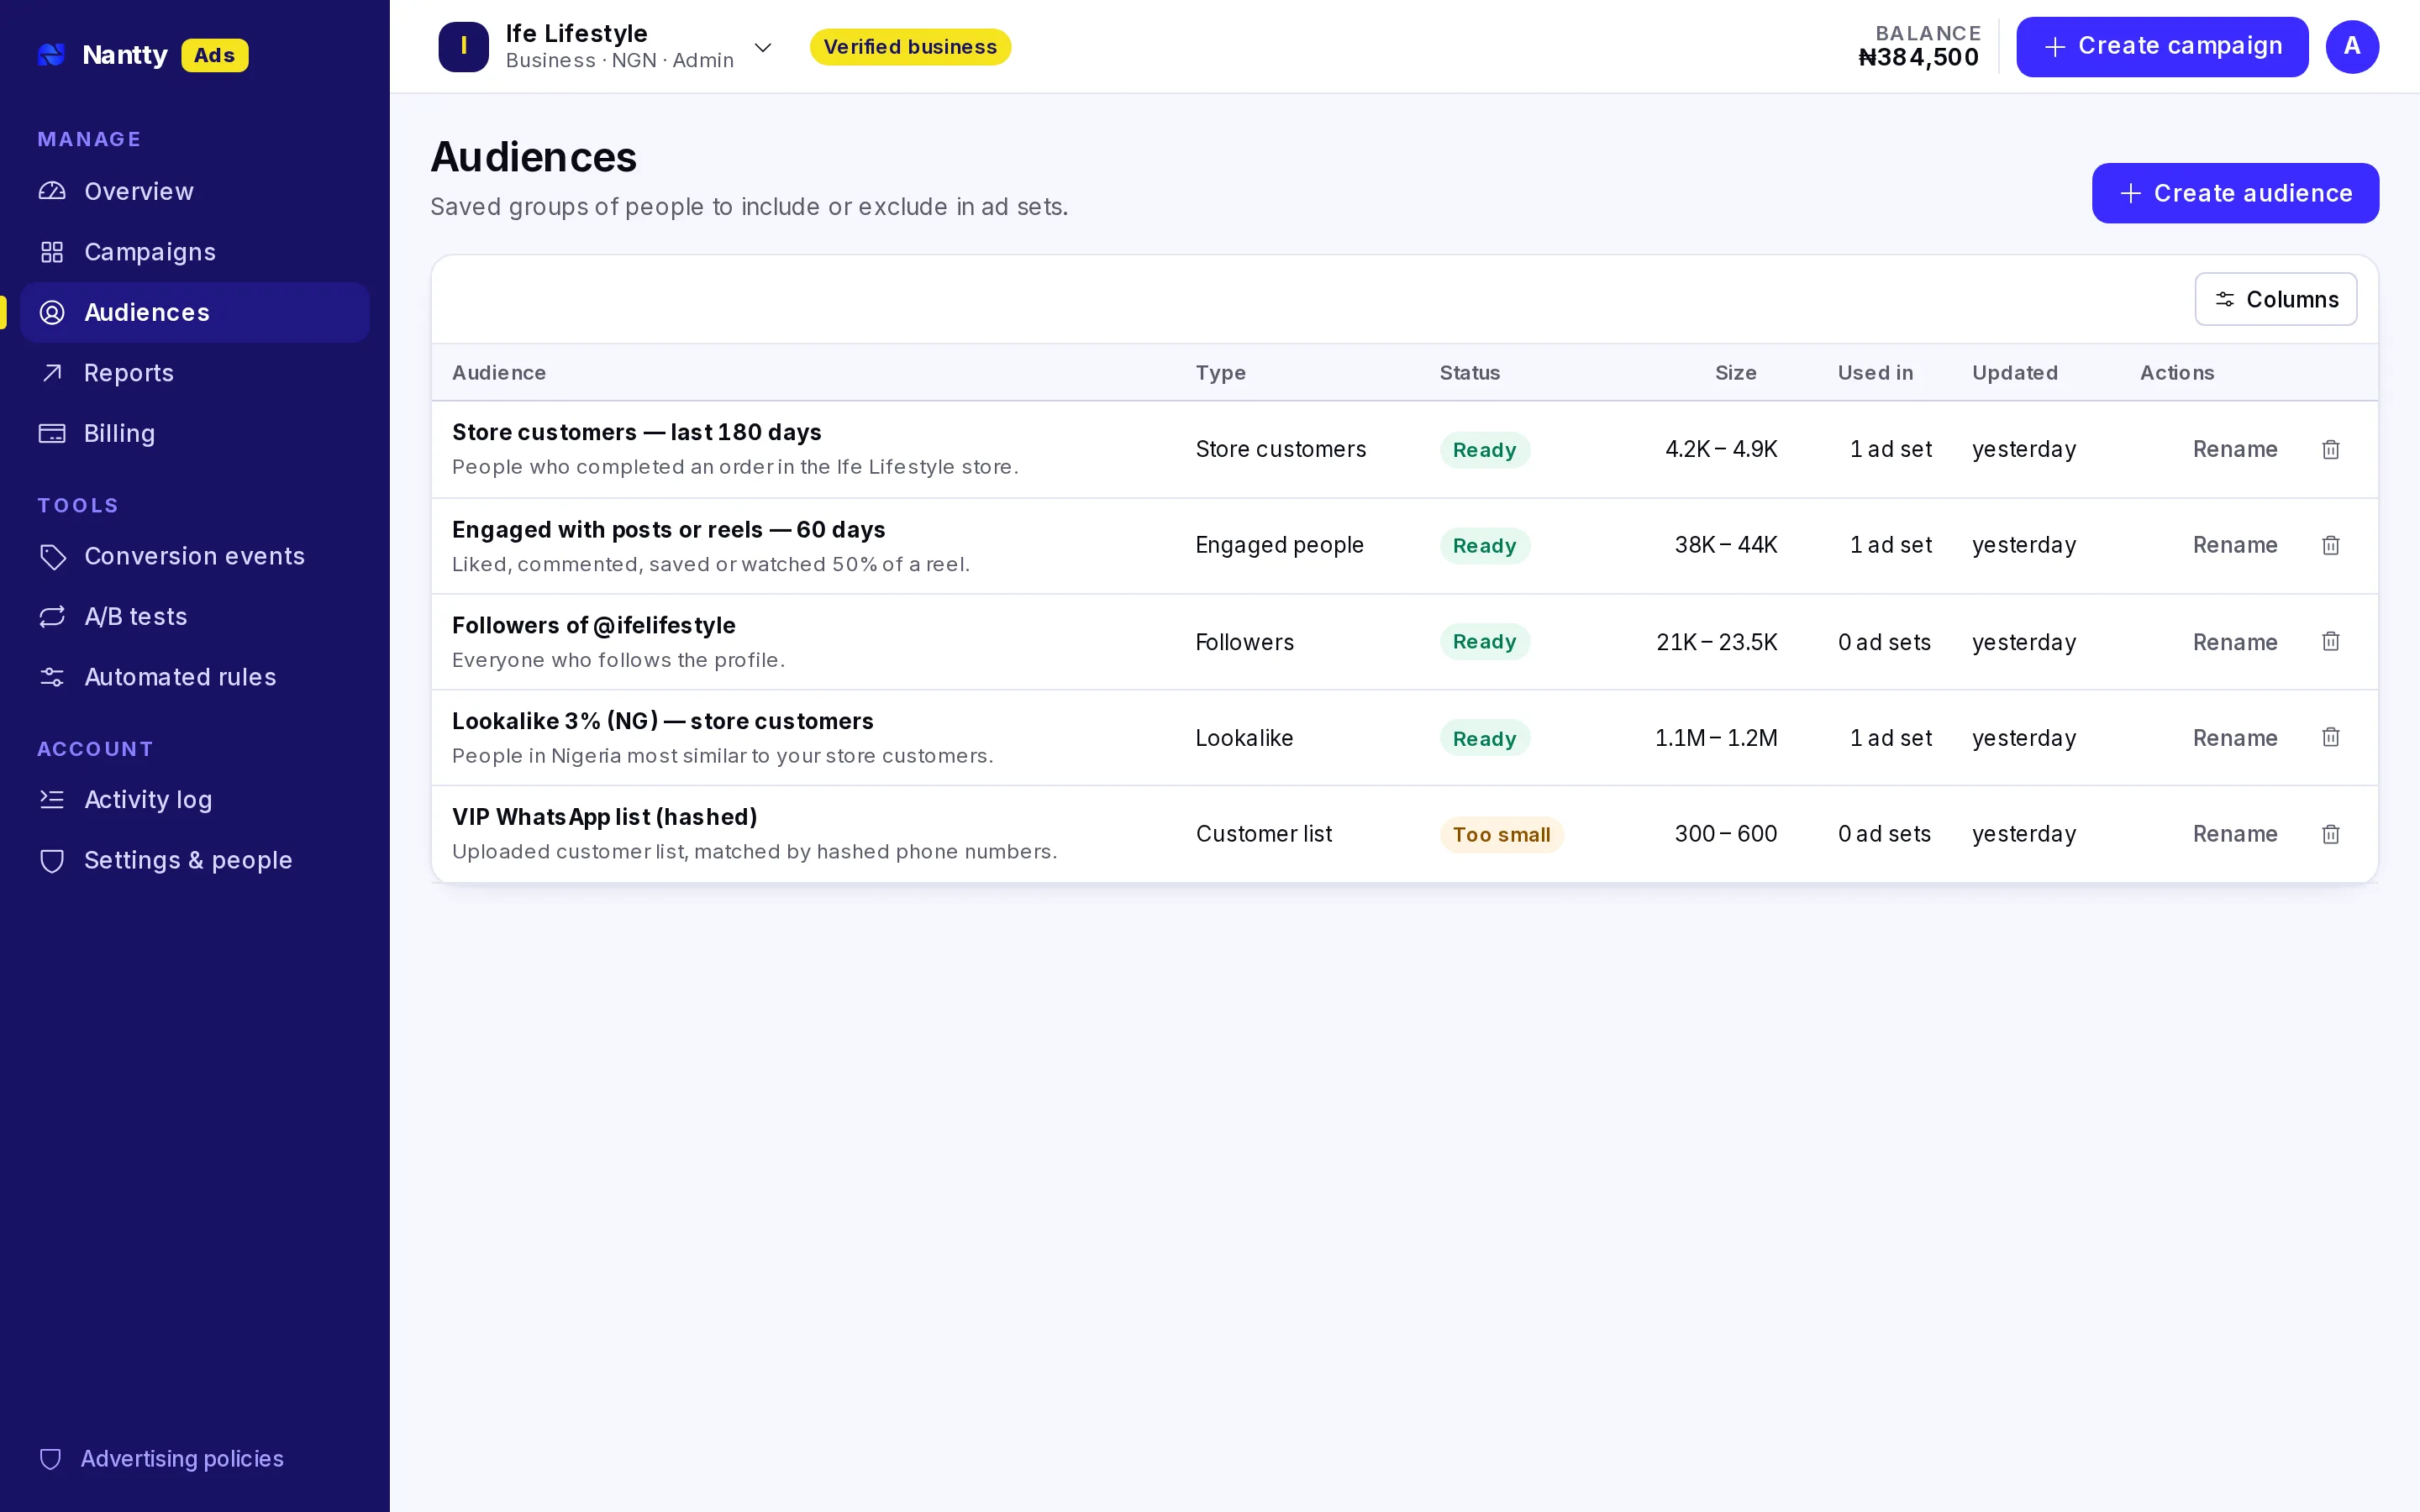 Nantty Ads
MANAGE
Overview
Campaigns
Audiences
Reports
Billing
TOOLS
Conversion events
A/B tests
Automated rules
ACCOUNT
Activity log
Settings & people
Advertising policies
I
Ife Lifestyle
Business · NGN · Admin
Verified business
BALANCE
₦384,500
Create campaign
A
Audiences
Saved groups of people to include or exclude in ad sets.
Create audience
Columns
Audience Type Status Size Used in Updated Actions
Store customers — last 180 days
People who completed an order in the Ife Lifestyle store.
Store customers Ready 4.2K – 4.9K 1 ad set yesterday Rename
Engaged with posts or reels — 60 days
Liked, commented, saved or watched 50% of a reel.
Engaged people Ready 38K – 44K 1 ad set yesterday Rename
Followers of @ifelifestyle
Everyone who follows the profile.
Followers Ready 21K – 23.5K 0 ad sets yesterday Rename
Lookalike 3% (NG) — store customers
People in Nigeria most similar to your store customers.
Lookalike Ready 1.1M – 1.2M 1 ad set yesterday Rename
VIP WhatsApp list (hashed)
Uploaded customer list, matched by hashed phone numbers.
Customer list Too small 300 – 600 0 ad sets yesterday Rename